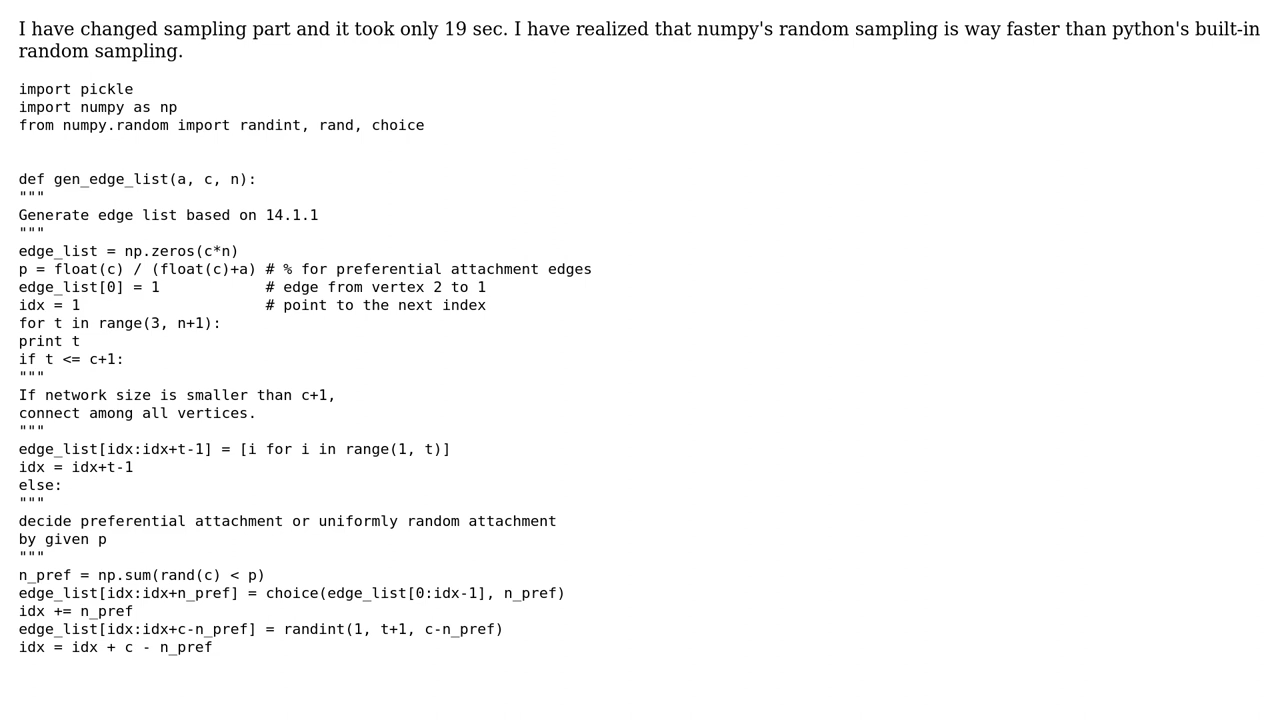 I have changed sampling part and it took only 19 sec. I have realized that numpy's random sampling is way faster than python's built-in
random sampling.
import pickle
import numpy as np
from numpy.random import randint, rand, choice
def gen_edge_list(a, c, n):
"""
Generate edge list based on 14.1.1
"""
edge_list = np.zeros(c*n)
p = float(c) / (float(c)+a) # % for preferential attachment edges
edge_list[0] = 1            # edge from vertex 2 to 1
idx = 1                     # point to the next index
for t in range(3, n+1):
print t
if t <= c+1:
"""
If network size is smaller than c+1,
connect among all vertices.
"""
edge_list[idx:idx+t-1] = [i for i in range(1, t)]
idx = idx+t-1
else:
"""
decide preferential attachment or uniformly random attachment
by given p
"""
n_pref = np.sum(rand(c) < p)
edge_list[idx:idx+n_pref] = choice(edge_list[0:idx-1], n_pref)
idx += n_pref
edge_list[idx:idx+c-n_pref] = randint(1, t+1, c-n_pref)
idx = idx + c - n_pref